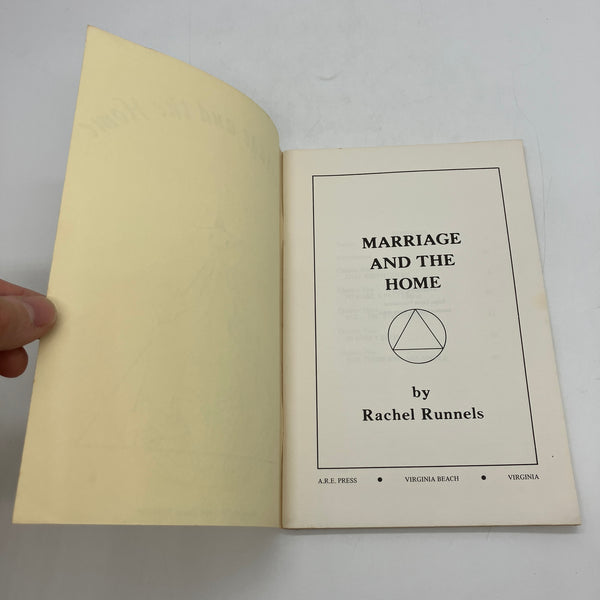 MARRIAGE
AND THE
HOME
by
Rachel Runnels
A.R.E. PRESS • VIRGINIA BEACH • VIRGINIA